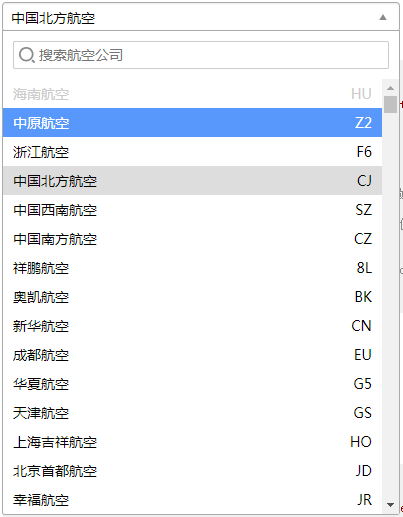 中国北方航空
搜索航空公司
海南航空 HU
中原航空 Z2
浙江航空 F6
中国北方航空 CJ
中国西南航空 SZ
中国南方航空 CZ
祥鹏航空 8L
奥凯航空 BK
新华航空 CN
成都航空 EU
华夏航空 G5
天津航空 GS
上海吉祥航空 HO
北京首都航空 JD
幸福航空 JR